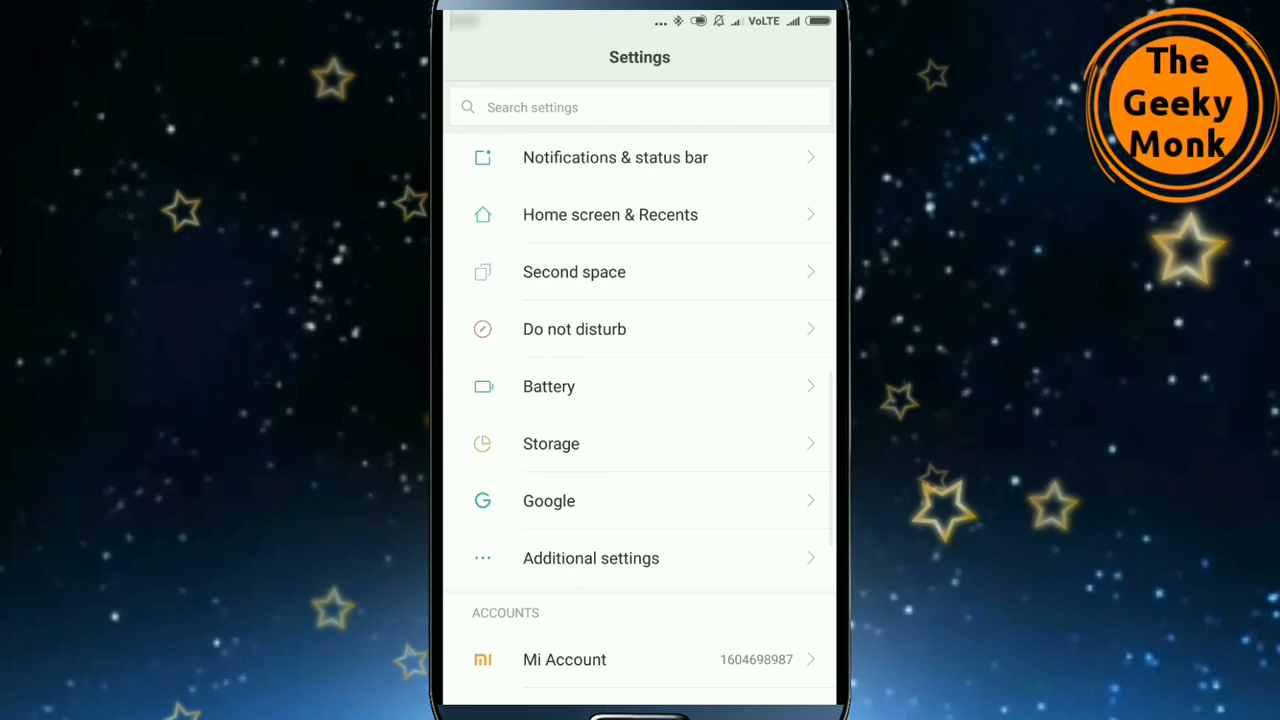 VoLTE
Settings
Search settings
Notifications & status bar
Home screen & Recents
Second space
Do not disturb
Battery
Storage
Google
Additional settings
ACCOUNTS
Mi Account 1604698987
The
Geeky
Monk